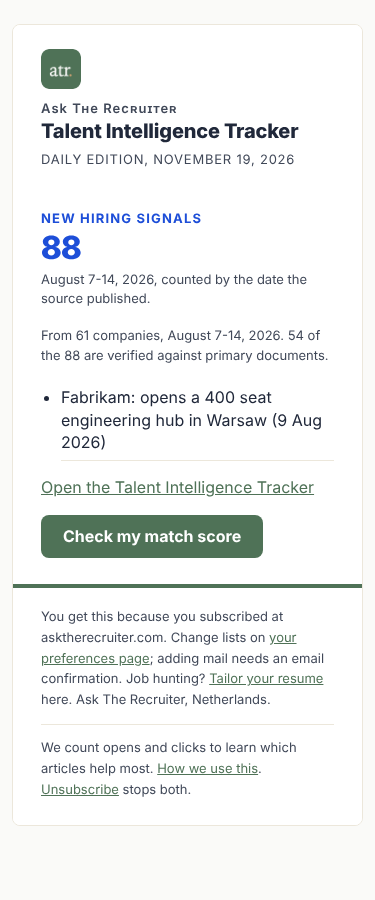 atr.
Ask The Recruiter
Talent Intelligence Tracker
DAILY EDITION, NOVEMBER 19, 2026
NEW HIRING SIGNALS
88
August 7-14, 2026, counted by the date the
source published.
From 61 companies, August 7-14, 2026. 54 of
the 88 are verified against primary documents.
• Fabrikam: opens a 400 seat
engineering hub in Warsaw (9 Aug
2026)
Open the Talent Intelligence Tracker
Check my match score
You get this because you subscribed at
asktherecruiter.com. Change lists on your
preferences page; adding mail needs an email
confirmation. Job hunting? Tailor your resume
here. Ask The Recruiter, Netherlands.
We count opens and clicks to learn which
articles help most. How we use this.
Unsubscribe stops both.